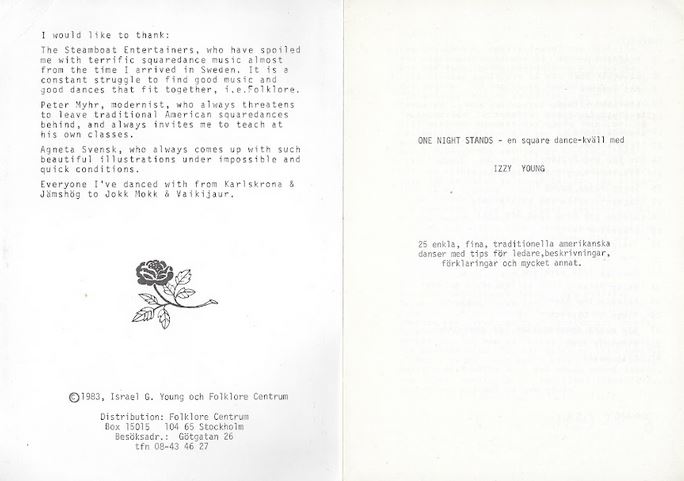 I would like to thank:
The Steamboat Entertainers, who have spoiled
me with terrific squaredance music almost
from the time I arrived in Sweden. It is a
constant struggle to find good music and
good dances that fit together, i.e.Folklore.
Peter Myhr, modernist, who always threatens
to leave traditional American squaredances
behind, and always invites me to teach at
his own classes.
Agneta Svensk, who always comes up with such
beautiful illustrations under impossible and
quick conditions.
Everyone I've danced with from Karlskrona &
Jämshög to Jokk Mokk & Vaikijaur.
©1983, Israel G. Young och Folklore Centrum
Distribution: Folklore Centrum
Box 15015 104 65 Stockholm
Besöksadr.: Götgatan 26
tfn 08-43 46 27
ONE NIGHT STANDS - en square dance-kväll med
IZZY YOUNG
25 enkla, fina, traditionella amerikanska
danser med tips för ledare,beskrivningar,
förklaringar och mycket annat.